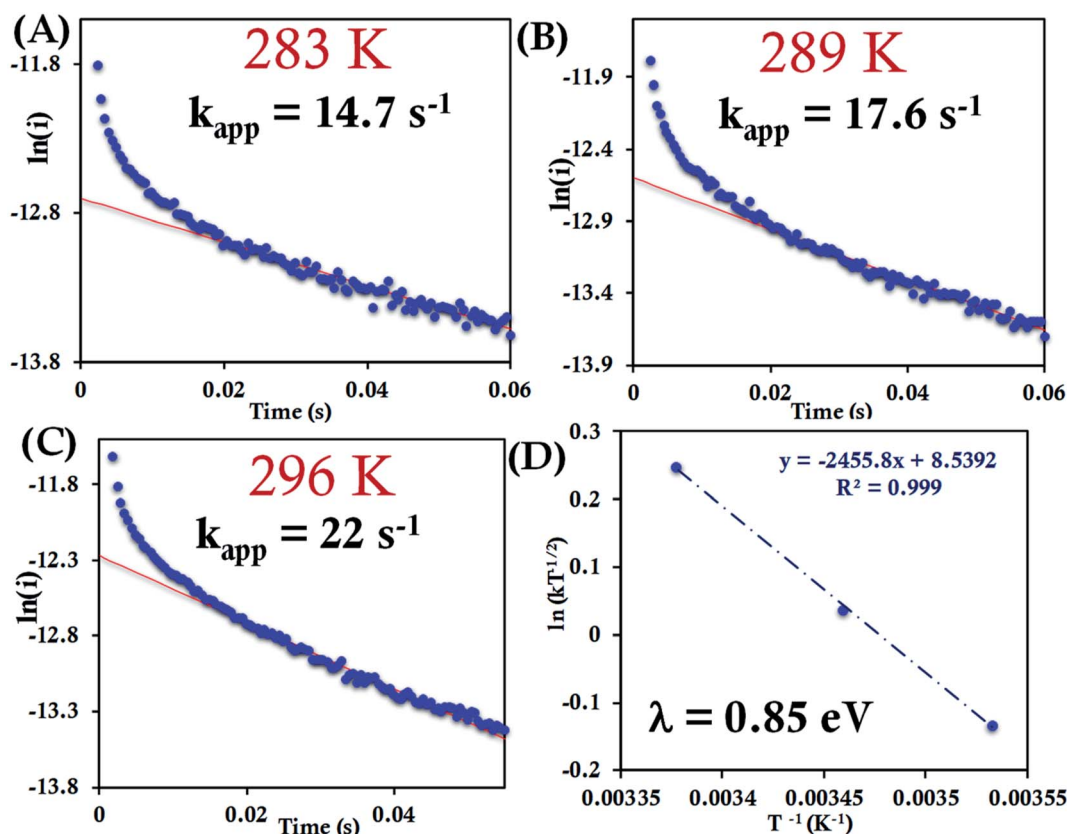 (A)
283 K
k_app = 14.7 s⁻¹
ln(i)
-11.8
-12.8
-13.8
0
0.02
0.04
0.06
Time (s)
(B)
289 K
k_app = 17.6 s⁻¹
ln(i)
-11.9
-12.4
-12.9
-13.4
-13.9
0
0.02
0.04
0.06
Time (s)
(C)
296 K
k_app = 22 s⁻¹
ln(i)
-11.8
-12.3
-12.8
-13.3
-13.8
0
0.02
0.04
Time (s)
(D)
y = -2455.8x + 8.5392
R² = 0.999
ln (kT^1/2)
0.3
0.2
0.1
0
-0.1
-0.2
λ = 0.85 eV
0.00335
0.0034
0.00345
0.0035
0.00355
T ⁻¹ (K⁻¹)